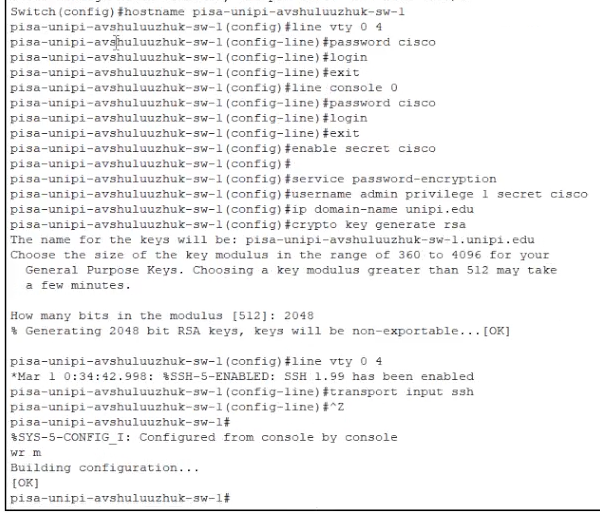 Switch(config)#hostname pisa-unipi-avshuluuzhuk-sw-1
pisa-unipi-avshuluuzhuk-sw-1(config)#line vty 0 4
pisa-unipi-avshuluuzhuk-sw-1(config-line)#password cisco
pisa-unipi-avshuluuzhuk-sw-1(config-line)#login
pisa-unipi-avshuluuzhuk-sw-1(config-line)#exit
pisa-unipi-avshuluuzhuk-sw-1(config)#line console 0
pisa-unipi-avshuluuzhuk-sw-1(config-line)#password cisco
pisa-unipi-avshuluuzhuk-sw-1(config-line)#login
pisa-unipi-avshuluuzhuk-sw-1(config-line)#exit
pisa-unipi-avshuluuzhuk-sw-1(config)#enable secret cisco
pisa-unipi-avshuluuzhuk-sw-1(config)#
pisa-unipi-avshuluuzhuk-sw-1(config)#service password-encryption
pisa-unipi-avshuluuzhuk-sw-1(config)#username admin privilege 1 secret cisco
pisa-unipi-avshuluuzhuk-sw-1(config)#ip domain-name unipi.edu
pisa-unipi-avshuluuzhuk-sw-1(config)#crypto key generate rsa
The name for the keys will be: pisa-unipi-avshuluuzhuk-sw-1.unipi.edu
Choose the size of the key modulus in the range of 360 to 4096 for your
General Purpose Keys. Choosing a key modulus greater than 512 may take
a few minutes.
How many bits in the modulus [512]: 2048
% Generating 2048 bit RSA keys, keys will be non-exportable...[OK]
pisa-unipi-avshuluuzhuk-sw-1(config)#line vty 0 4
*Mar 1 0:34:42.998: %SSH-5-ENABLED: SSH 1.99 has been enabled
pisa-unipi-avshuluuzhuk-sw-1(config-line)#transport input ssh
pisa-unipi-avshuluuzhuk-sw-1(config-line)#^Z
pisa-unipi-avshuluuzhuk-sw-1#
%SYS-5-CONFIG_I: Configured from console by console
wr m
Building configuration...
[OK]
pisa-unipi-avshuluuzhuk-sw-1#